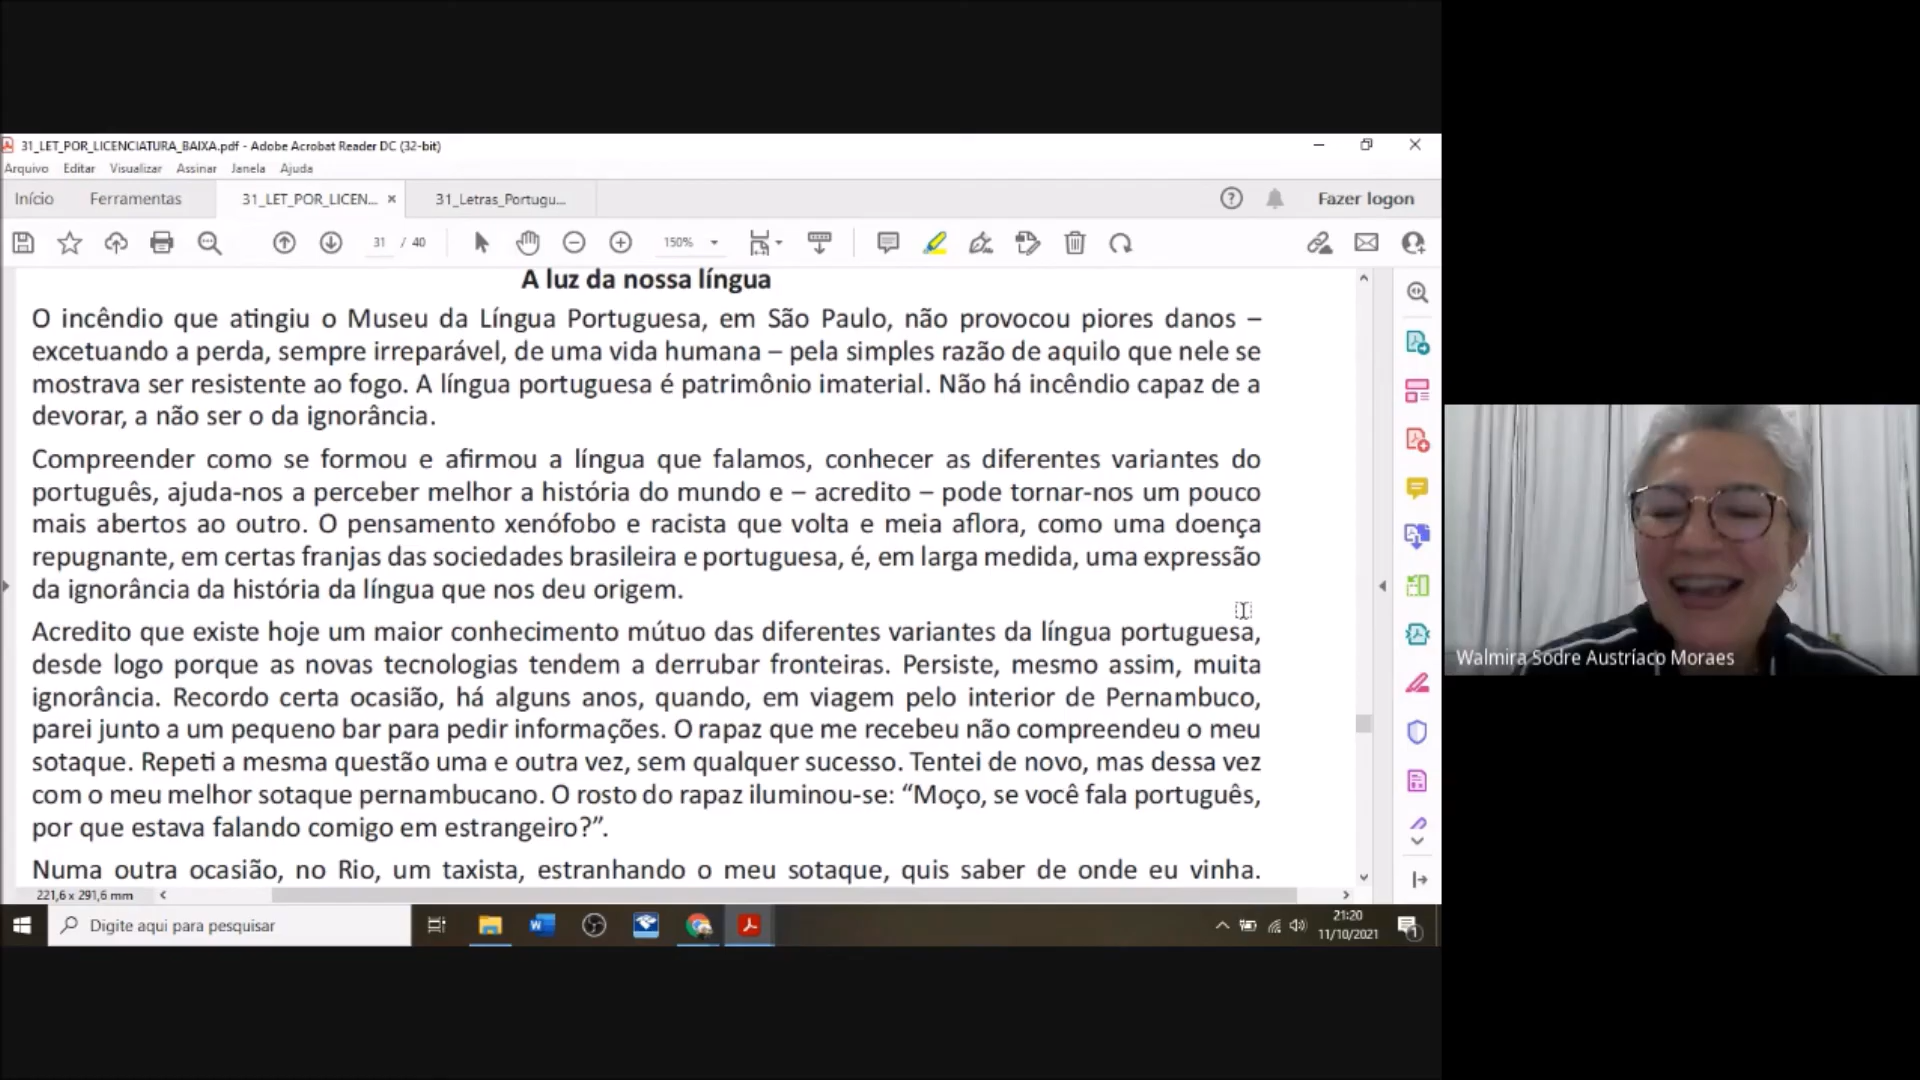 31_LET_POR_LICENCIATURA_BAIXA.pdf - Adobe Acrobat Reader DC (32-bit)
Arquivo Editar Visualizar Assinar Janela Ajuda
Início Ferramentas 31_LET_POR_LICEN... 31_Letras_Portugu... Fazer logon
31 / 40 150%
A luz da nossa língua
O incêndio que atingiu o Museu da Língua Portuguesa, em São Paulo, não provocou piores danos –
excetuando a perda, sempre irreparável, de uma vida humana – pela simples razão de aquilo que nele se
mostrava ser resistente ao fogo. A língua portuguesa é patrimônio imaterial. Não há incêndio capaz de a
devorar, a não ser o da ignorância.
Compreender como se formou e afirmou a língua que falamos, conhecer as diferentes variantes do
português, ajuda-nos a perceber melhor a história do mundo e – acredito – pode tornar-nos um pouco
mais abertos ao outro. O pensamento xenófobo e racista que volta e meia aflora, como uma doença
repugnante, em certas franjas das sociedades brasileira e portuguesa, é, em larga medida, uma expressão
da ignorância da história da língua que nos deu origem.
Acredito que existe hoje um maior conhecimento mútuo das diferentes variantes da língua portuguesa,
desde logo porque as novas tecnologias tendem a derrubar fronteiras. Persiste, mesmo assim, muita
ignorância. Recordo certa ocasião, há alguns anos, quando, em viagem pelo interior de Pernambuco,
parei junto a um pequeno bar para pedir informações. O rapaz que me recebeu não compreendeu o meu
sotaque. Repeti a mesma questão uma e outra vez, sem qualquer sucesso. Tentei de novo, mas dessa vez
com o meu melhor sotaque pernambucano. O rosto do rapaz iluminou-se: “Moço, se você fala português,
por que estava falando comigo em estrangeiro?”.
Numa outra ocasião, no Rio, um taxista, estranhando o meu sotaque, quis saber de onde eu vinha.
221,6 x 291,6 mm
Digite aqui para pesquisar
21:20
11/10/2021
1
Walmira Sodre Austríaco Moraes